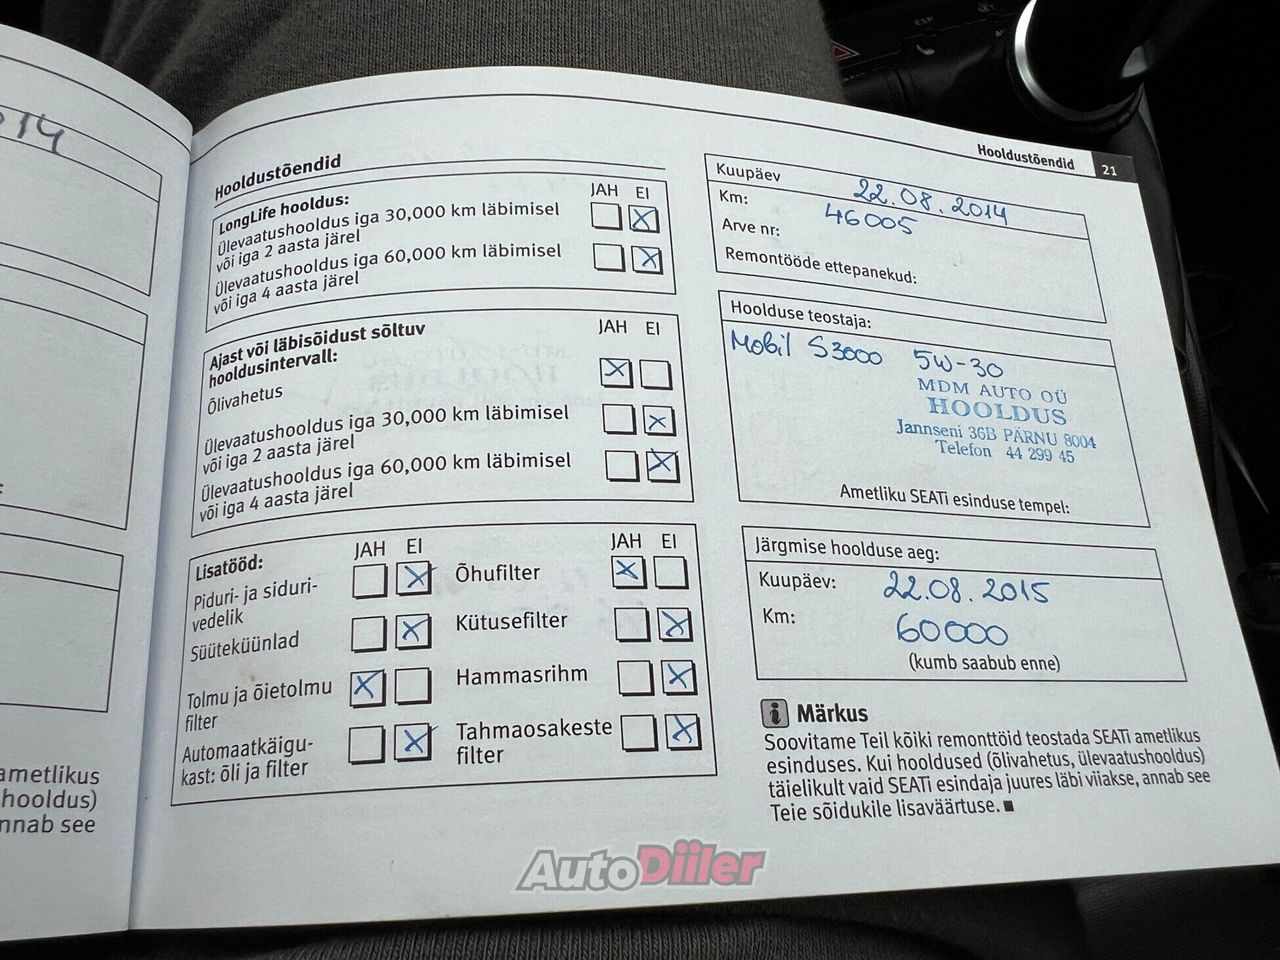 014
:
ametlikus
hooldus)
nnab see
Hooldustõendid 21
Hooldustõendid
LongLife hooldus: JAH EI
Ülevaatushooldus iga 30,000 km läbimisel
või iga 2 aasta järel
Ülevaatushooldus iga 60,000 km läbimisel
või iga 4 aasta järel
Ajast või läbisõidust sõltuv JAH EI
hooldusintervall:
Õlivahetus
Ülevaatushooldus iga 30,000 km läbimisel
või iga 2 aasta järel
Ülevaatushooldus iga 60,000 km läbimisel
või iga 4 aasta järel
Lisatööd: JAH EI JAH EI
Piduri- ja siduri-
vedelik
Süüteküünlad
Tolmu ja õietolmu
filter
Automaatkäigu-
kast: õli ja filter
Õhufilter
Kütusefilter
Hammasrihm
Tahmaosakeste
filter
Kuupäev 22.08.2014
Km: 46005
Arve nr:
Remontööde ettepanekud:
Hoolduse teostaja:
Mobil S3000 5W-30
MDM AUTO OÜ
HOOLDUS
Jannseni 36B PÄRNU 8004
Telefon 44 299 45
Ametliku SEATi esinduse tempel:
Järgmise hoolduse aeg:
Kuupäev: 22.08.2015
Km: 60000
(kumb saabub enne)
i Märkus
Soovitame Teil kõiki remonttöid teostada SEATi ametlikus
esinduses. Kui hooldused (õlivahetus, ülevaatushooldus)
täielikult vaid SEATi esindaja juures läbi viiakse, annab see
Teie sõidukile lisaväärtuse.
AutoDiiler